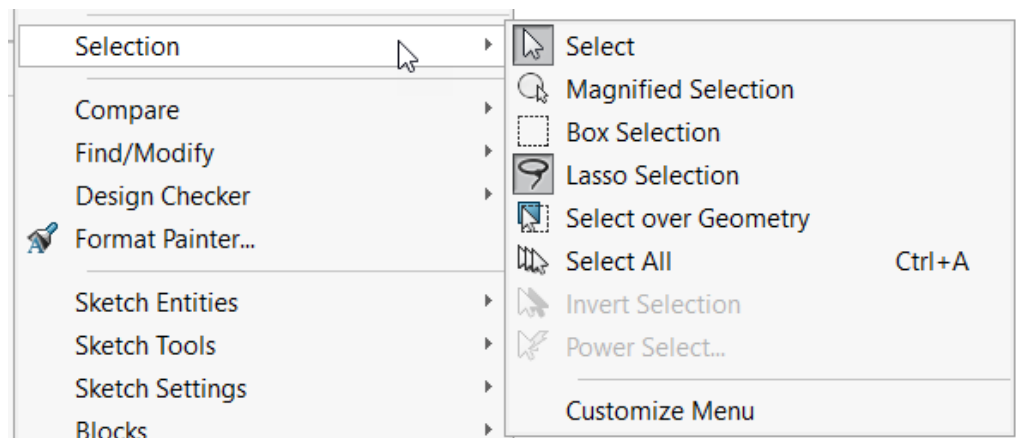 Selection
Compare
Find/Modify
Design Checker
Format Painter...
Sketch Entities
Sketch Tools
Sketch Settings
Blocks
Select
Magnified Selection
Box Selection
Lasso Selection
Select over Geometry
Select All Ctrl+A
Invert Selection
Power Select...
Customize Menu